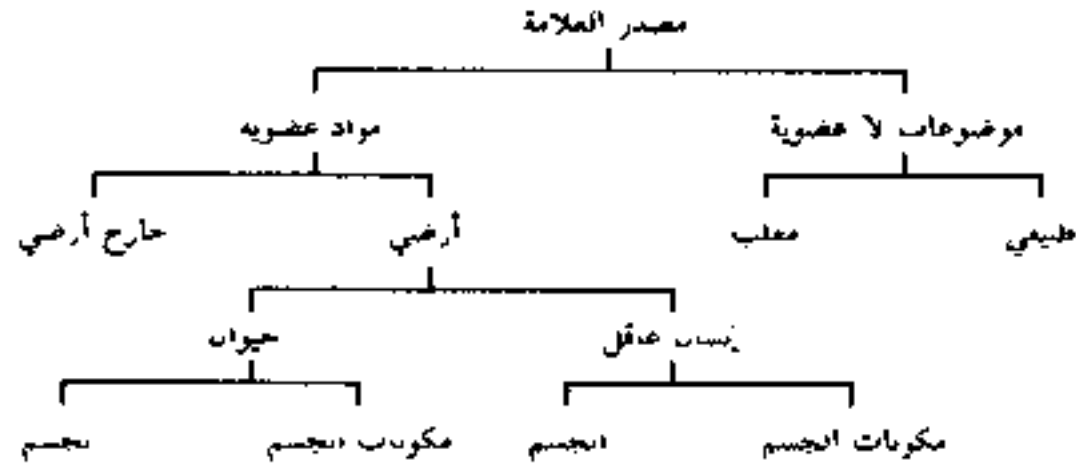 مصدر العلامة
موضوعات لا عضوية مواد عضويه
طبيعي أرضي خارج أرضي
إنسان عاقل حيوان
مكونات الجسم الجسم مكونات الجسم الجسم